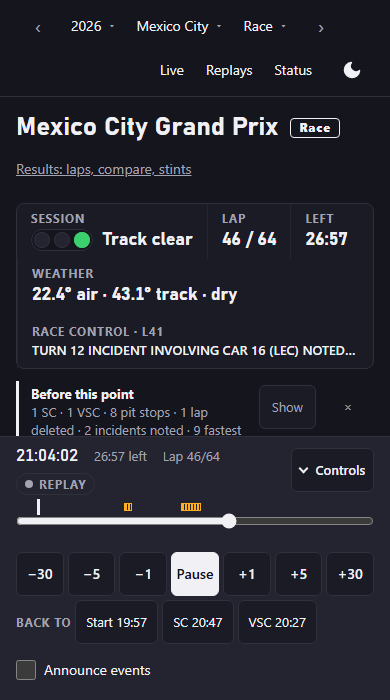 ‹ 2026 Mexico City Race ›
Live Replays Status
Mexico City Grand Prix Race
Results: laps, compare, stints
SESSION LAP LEFT
Track clear 46 / 64 26:57
WEATHER
22.4° air · 43.1° track · dry
RACE CONTROL · L41
TURN 12 INCIDENT INVOLVING CAR 16 (LEC) NOTED...
Before this point
1 SC · 1 VSC · 8 pit stops · 1 lap
deleted · 2 incidents noted · 9 fastest
Show ×
21:04:02 26:57 left Lap 46/64
REPLAY
Controls
−30 −5 −1 Pause +1 +5 +30
BACK TO Start 19:57 SC 20:47 VSC 20:27
Announce events